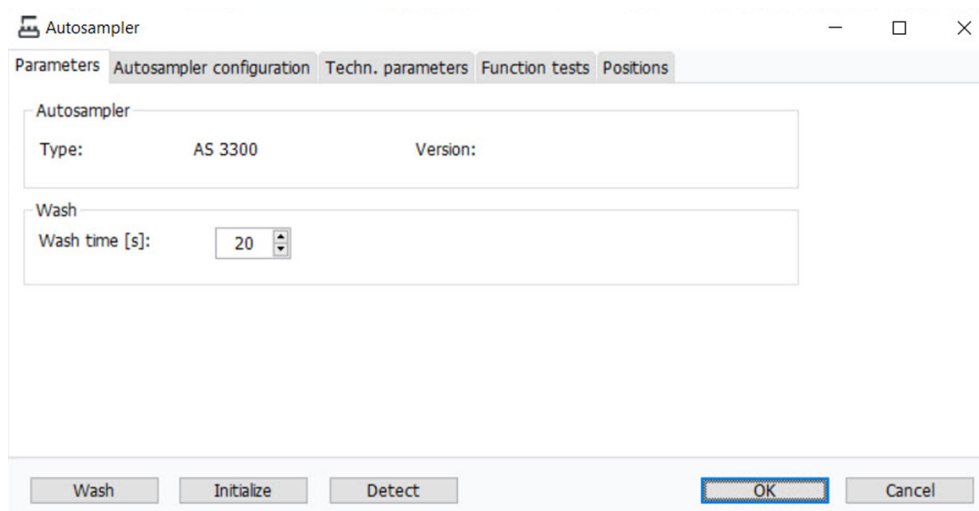 Autosampler
Parameters Autosampler configuration Techn. parameters Function tests Positions
Autosampler
Type: AS 3300 Version:
Wash
Wash time [s]: 20
Wash Initialize Detect OK Cancel